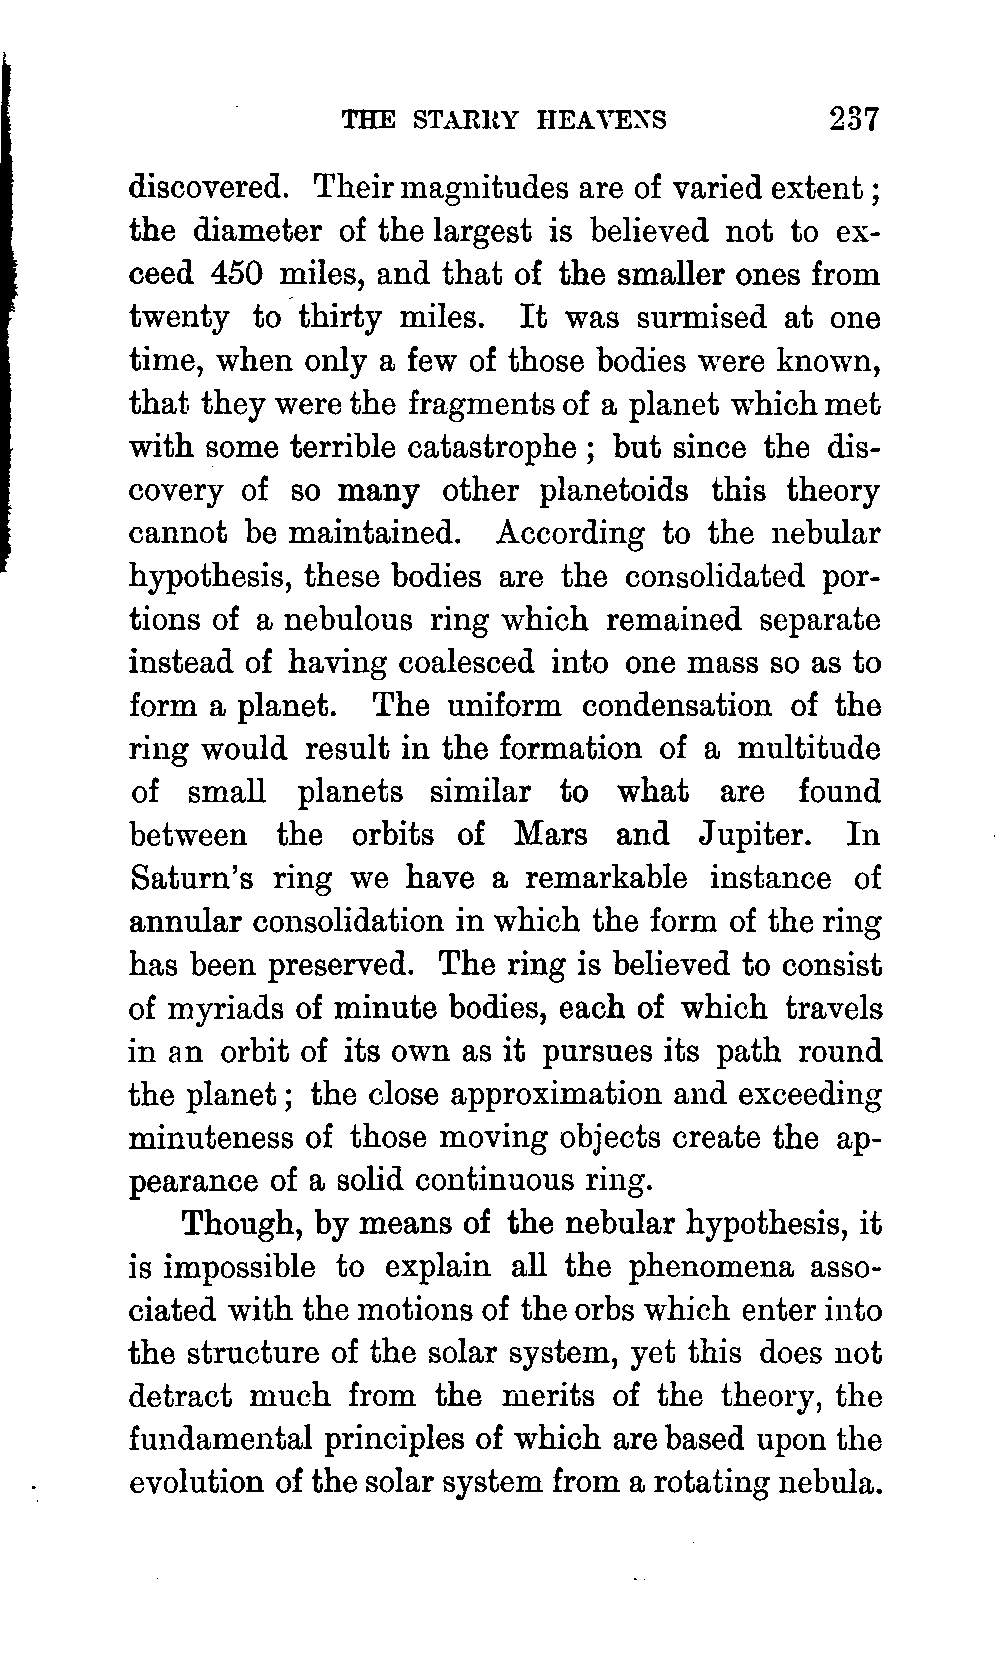 THE STARRY HEAVENS 237
discovered. Their magnitudes are of varied extent ;
the diameter of the largest is believed not to ex-
ceed 450 miles, and that of the smaller ones from
twenty to thirty miles. It was surmised at one
time, when only a few of those bodies were known,
that they were the fragments of a planet which met
with some terrible catastrophe ; but since the dis-
covery of so many other planetoids this theory
cannot be maintained. According to the nebular
hypothesis, these bodies are the consolidated por-
tions of a nebulous ring which remained separate
instead of having coalesced into one mass so as to
form a planet. The uniform condensation of the
ring would result in the formation of a multitude
of small planets similar to what are found
between the orbits of Mars and Jupiter. In
Saturn's ring we have a remarkable instance of
annular consolidation in which the form of the ring
has been preserved. The ring is believed to consist
of myriads of minute bodies, each of which travels
in an orbit of its own as it pursues its path round
the planet ; the close approximation and exceeding
minuteness of those moving objects create the ap-
pearance of a solid continuous ring.
Though, by means of the nebular hypothesis, it
is impossible to explain all the phenomena asso-
ciated with the motions of the orbs which enter into
the structure of the solar system, yet this does not
detract much from the merits of the theory, the
fundamental principles of which are based upon the
evolution of the solar system from a rotating nebula.